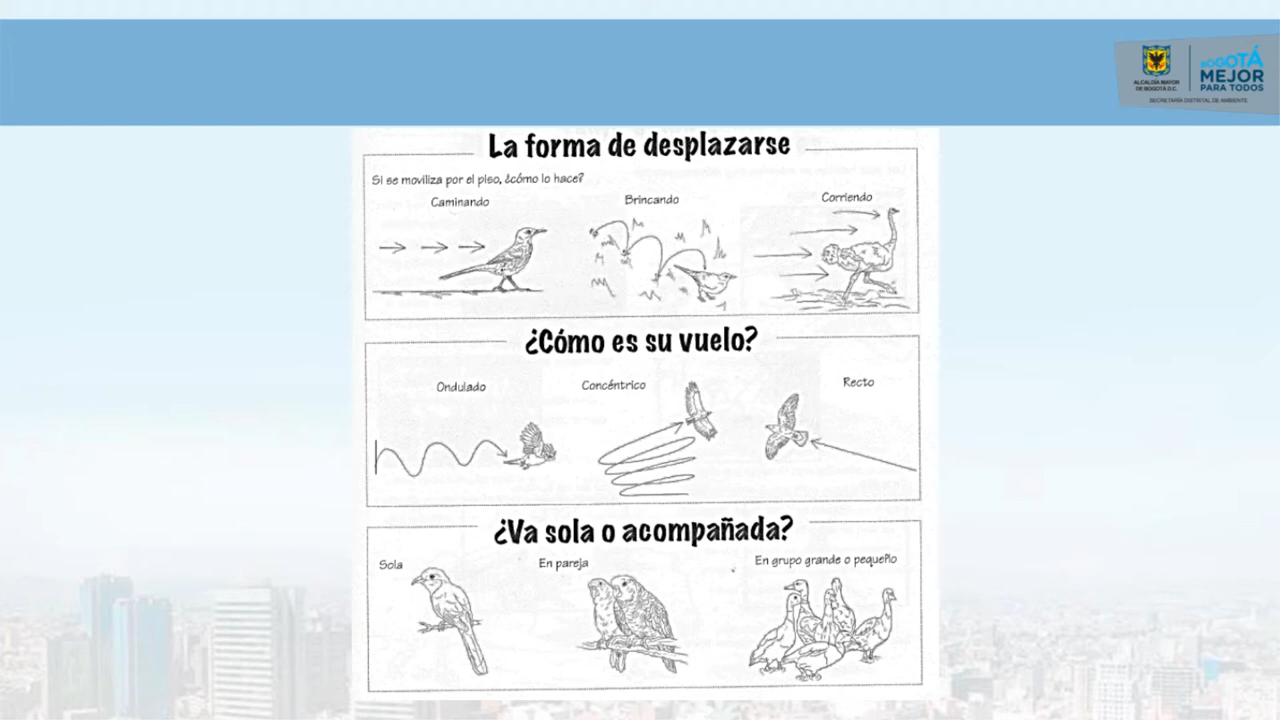 ALCALDÍA MAYOR
DE BOGOTÁ D.C.
BOGOTÁ
MEJOR
PARA TODOS
SECRETARÍA DISTRITAL DE AMBIENTE
La forma de desplazarse
Si se moviliza por el piso, ¿cómo lo hace?
Caminando
Brincando
Corriendo
¿Cómo es su vuelo?
Ondulado
Concéntrico
Recto
¿Va sola o acompañada?
Sola
En pareja
En grupo grande o pequeño